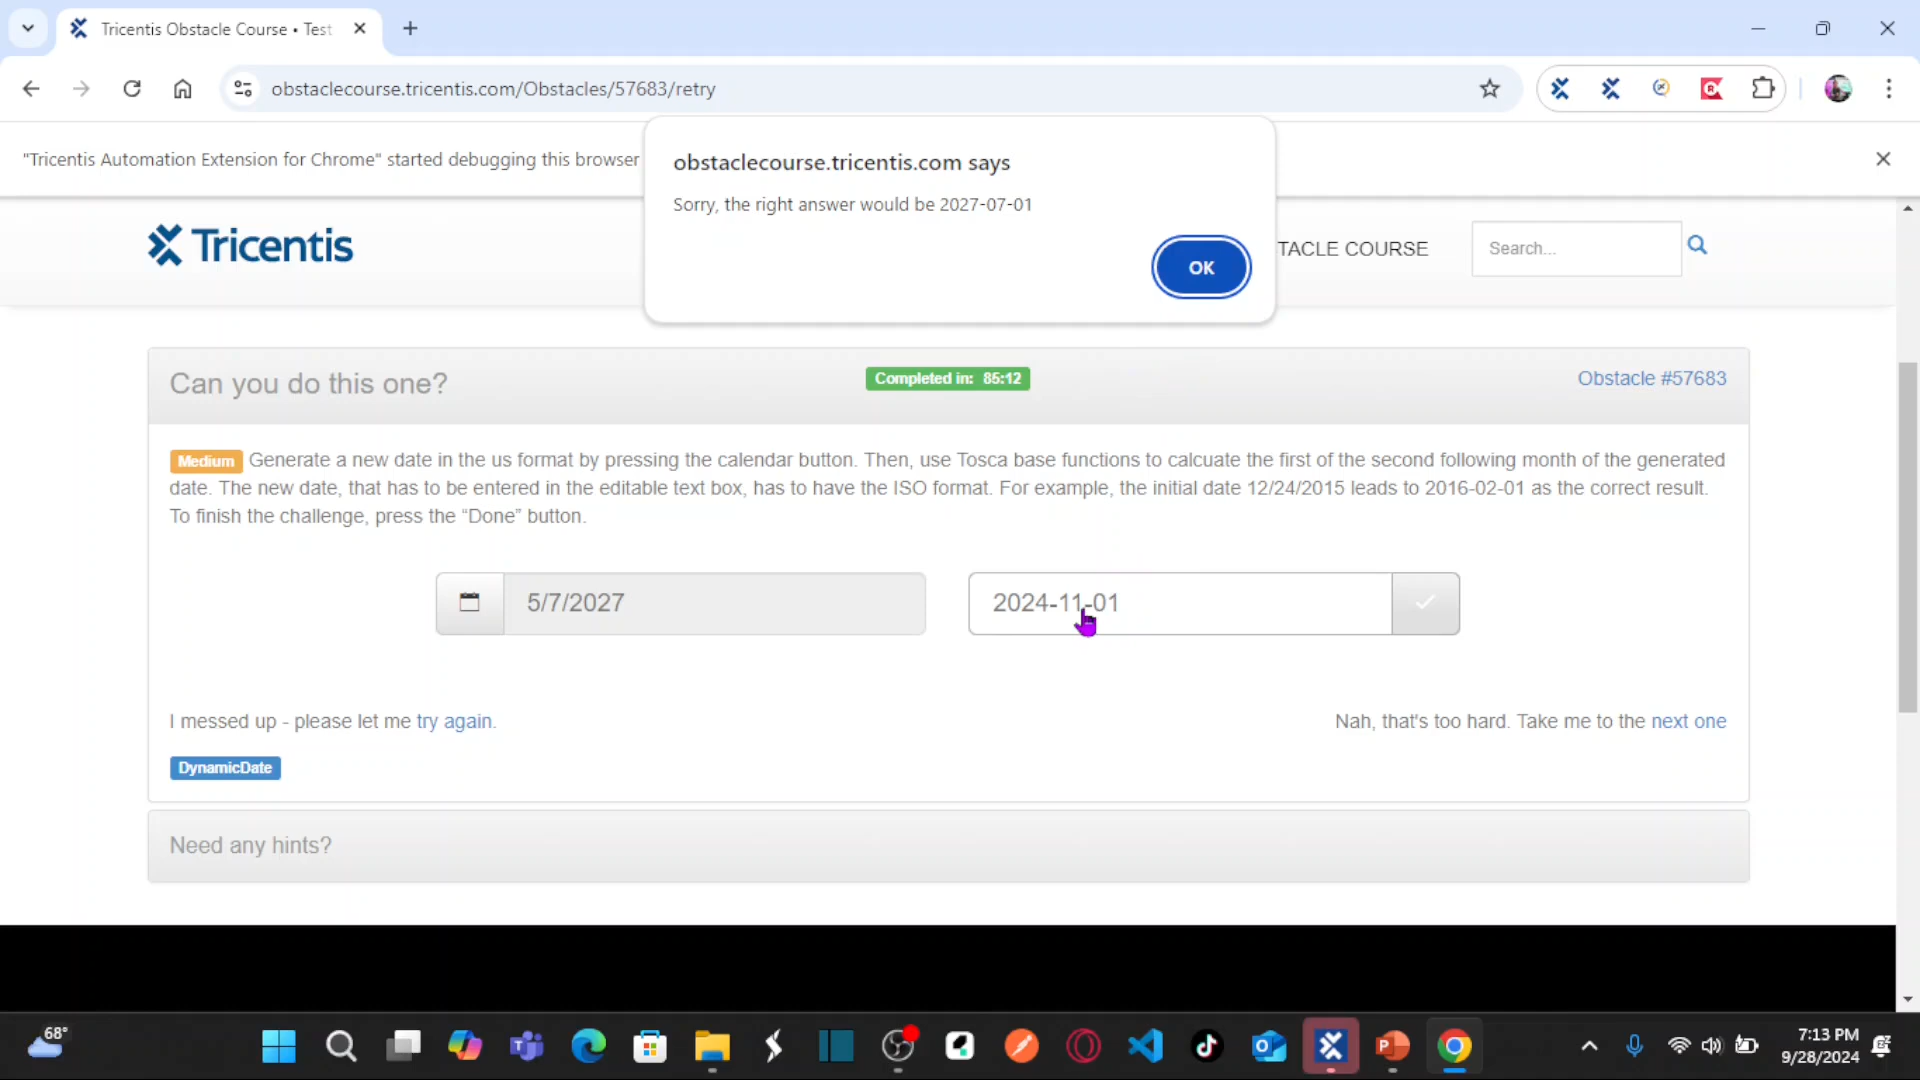 Tricentis Obstacle Course • Test
obstaclecourse.tricentis.com/Obstacles/57683/retry
"Tricentis Automation Extension for Chrome" started debugging this browser
obstaclecourse.tricentis.com says
Sorry, the right answer would be 2027-07-01
OK
Tricentis
TACLE COURSE
Search...
Can you do this one?
Completed in: 85:12
Obstacle #57683
Medium Generate a new date in the us format by pressing the calendar button. Then, use Tosca base functions to calcuate the first of the second following month of the generated
date. The new date, that has to be entered in the editable text box, has to have the ISO format. For example, the initial date 12/24/2015 leads to 2016-02-01 as the correct result.
To finish the challenge, press the “Done” button.
5/7/2027
2024-11-01
I messed up - please let me try again.
Nah, that's too hard. Take me to the next one
DynamicDate
Need any hints?
68°
7:13 PM
9/28/2024